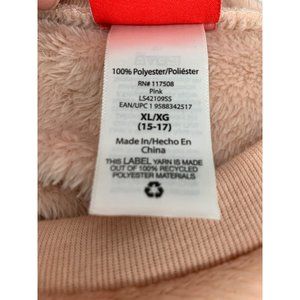 100% Polyester/Poliéster
RN# 117508
Pink
LS42109SS
EAN/UPC 1 9588342517
XL/XG
(15-17)
Made In/Hecho En
China
THIS LABEL YARN IS MADE
OUT OF 100% RECYCLED
POLYESTER MATERIALS